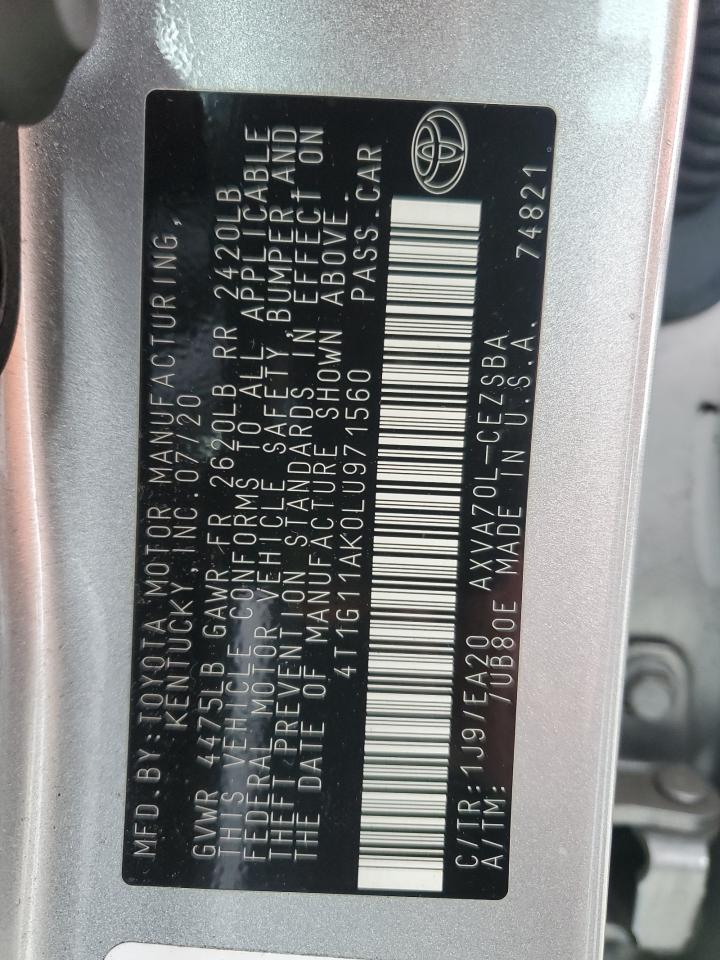 MFD.BY:TOYOTA MOTOR MANUFACTURING,
KENTUCKY,INC.07/20
GVWR 4475LB GAWR FR 2620LB RR 2420LB
THIS VEHICLE CONFORMS TO ALL APPLICABLE
FEDERAL MOTOR VEHICLE SAFETY,BUMPER,AND
THEFT PREVENTION STANDARDS IN EFFECT ON
THE DATE OF MANUFACTURE SHOWN ABOVE.
4T1G11AK0LU971560 PASS.CAR
C/TR:1J9/EA20 AXVA70L-CEZSBA 74821
A/TM: /UB80E MADE IN U.S.A.